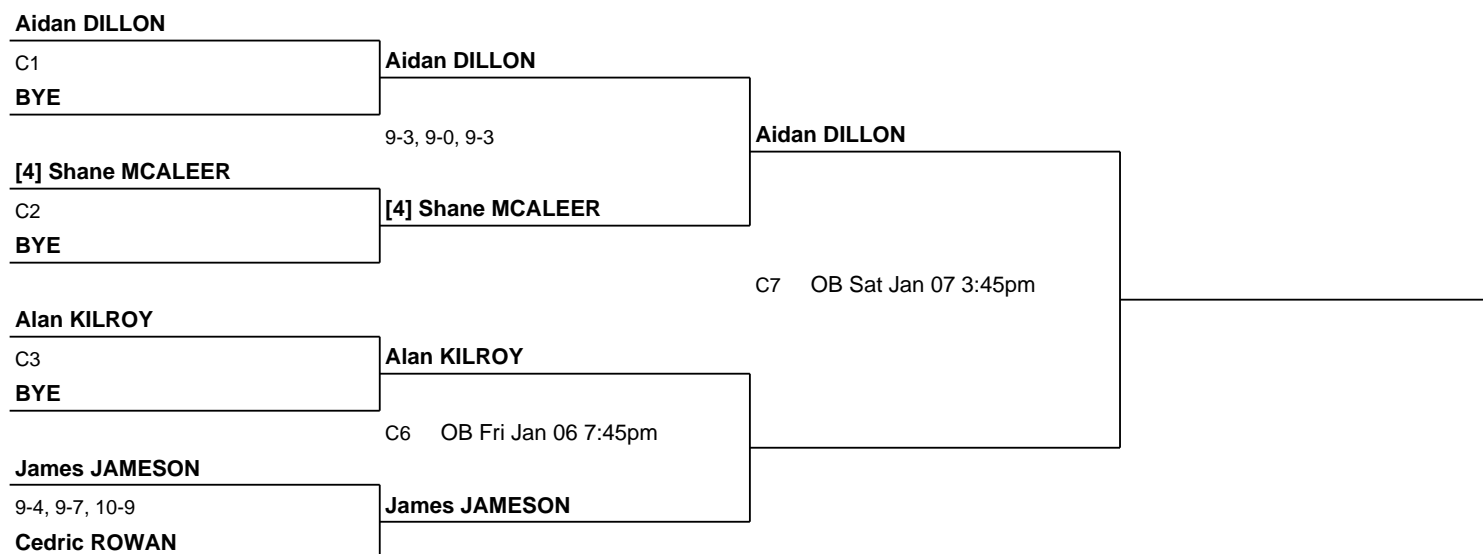 Aidan DILLON
C1
Aidan DILLON
BYE
9-3, 9-0, 9-3
Aidan DILLON
[4] Shane MCALEER
C2
[4] Shane MCALEER
BYE
C7 OB Sat Jan 07 3:45pm
Alan KILROY
C3
Alan KILROY
BYE
C6 OB Fri Jan 06 7:45pm
James JAMESON
9-4, 9-7, 10-9
James JAMESON
Cedric ROWAN